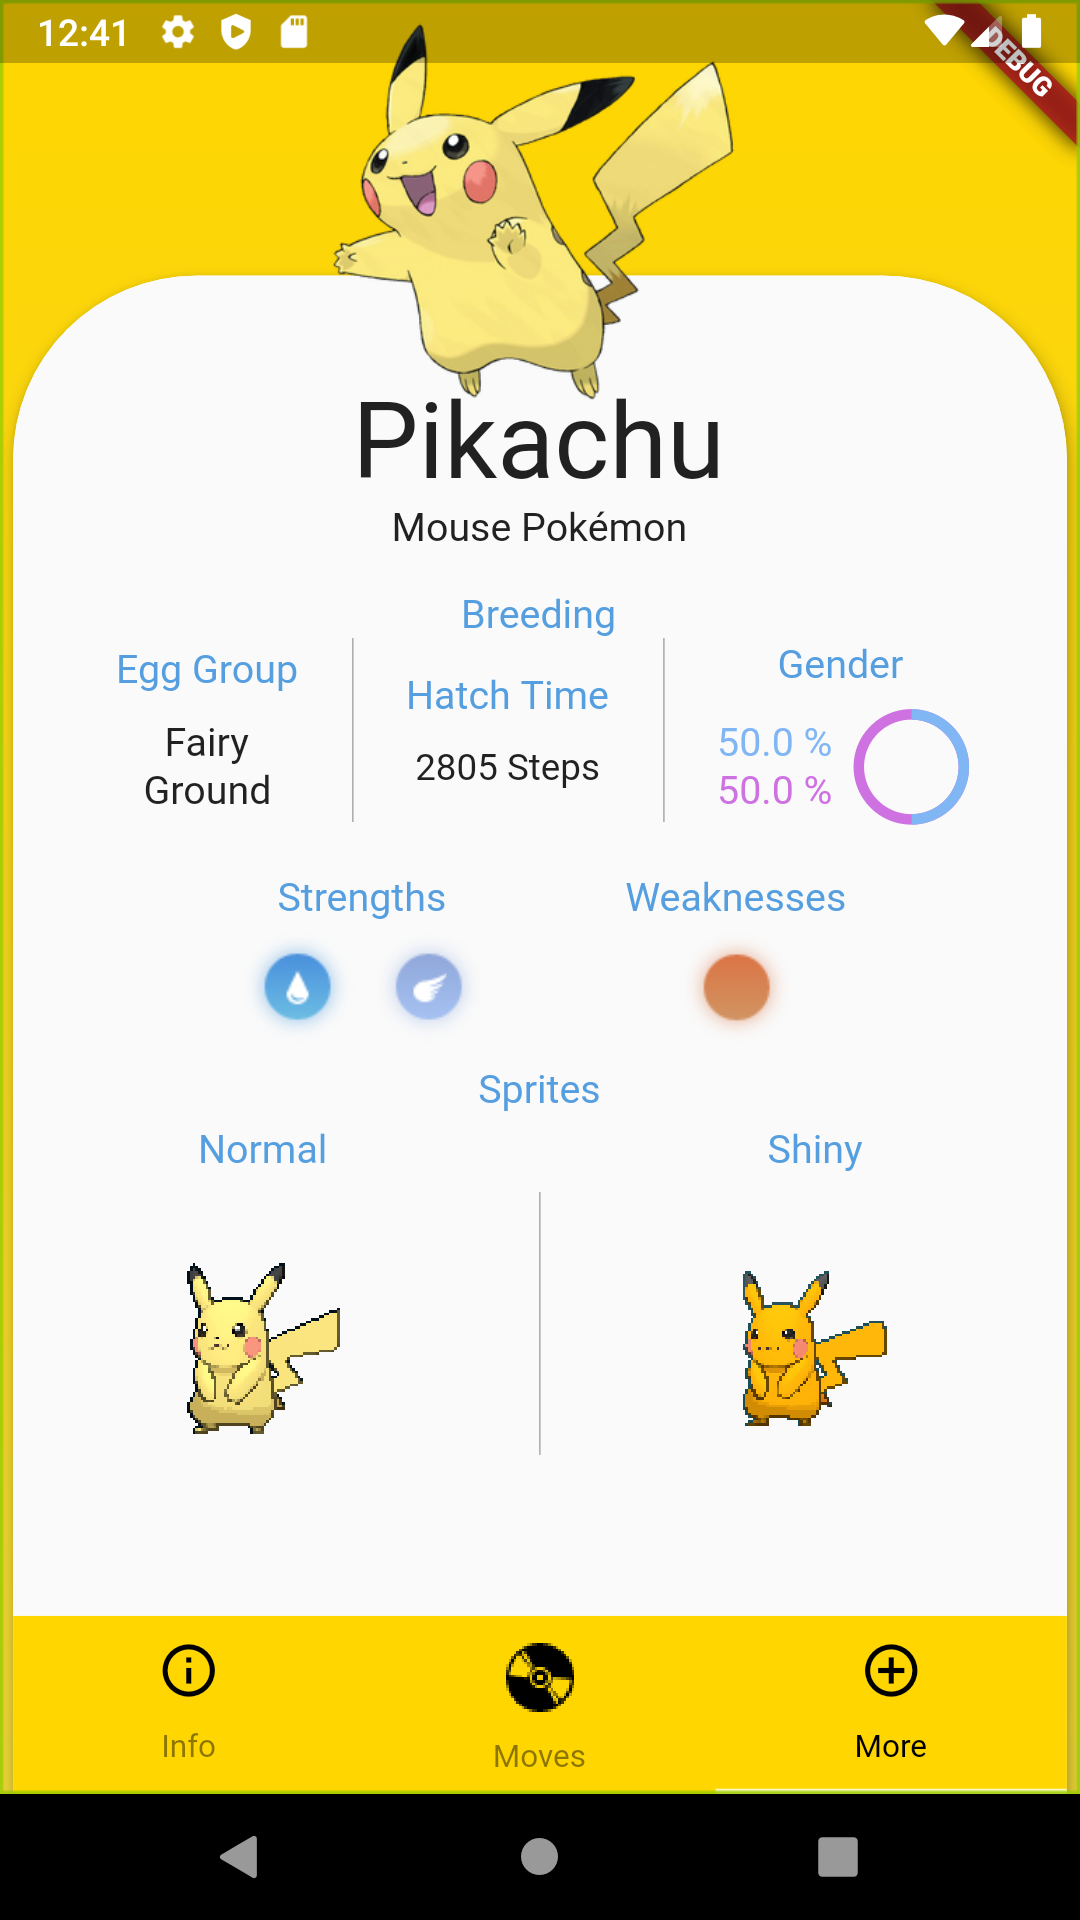 12:41
DEBUG
Pikachu
Mouse Pokémon
Breeding
Egg Group
Fairy
Ground
Hatch Time
2805 Steps
Gender
50.0 %
50.0 %
Strengths
Weaknesses
Sprites
Normal
Shiny
Info
Moves
More